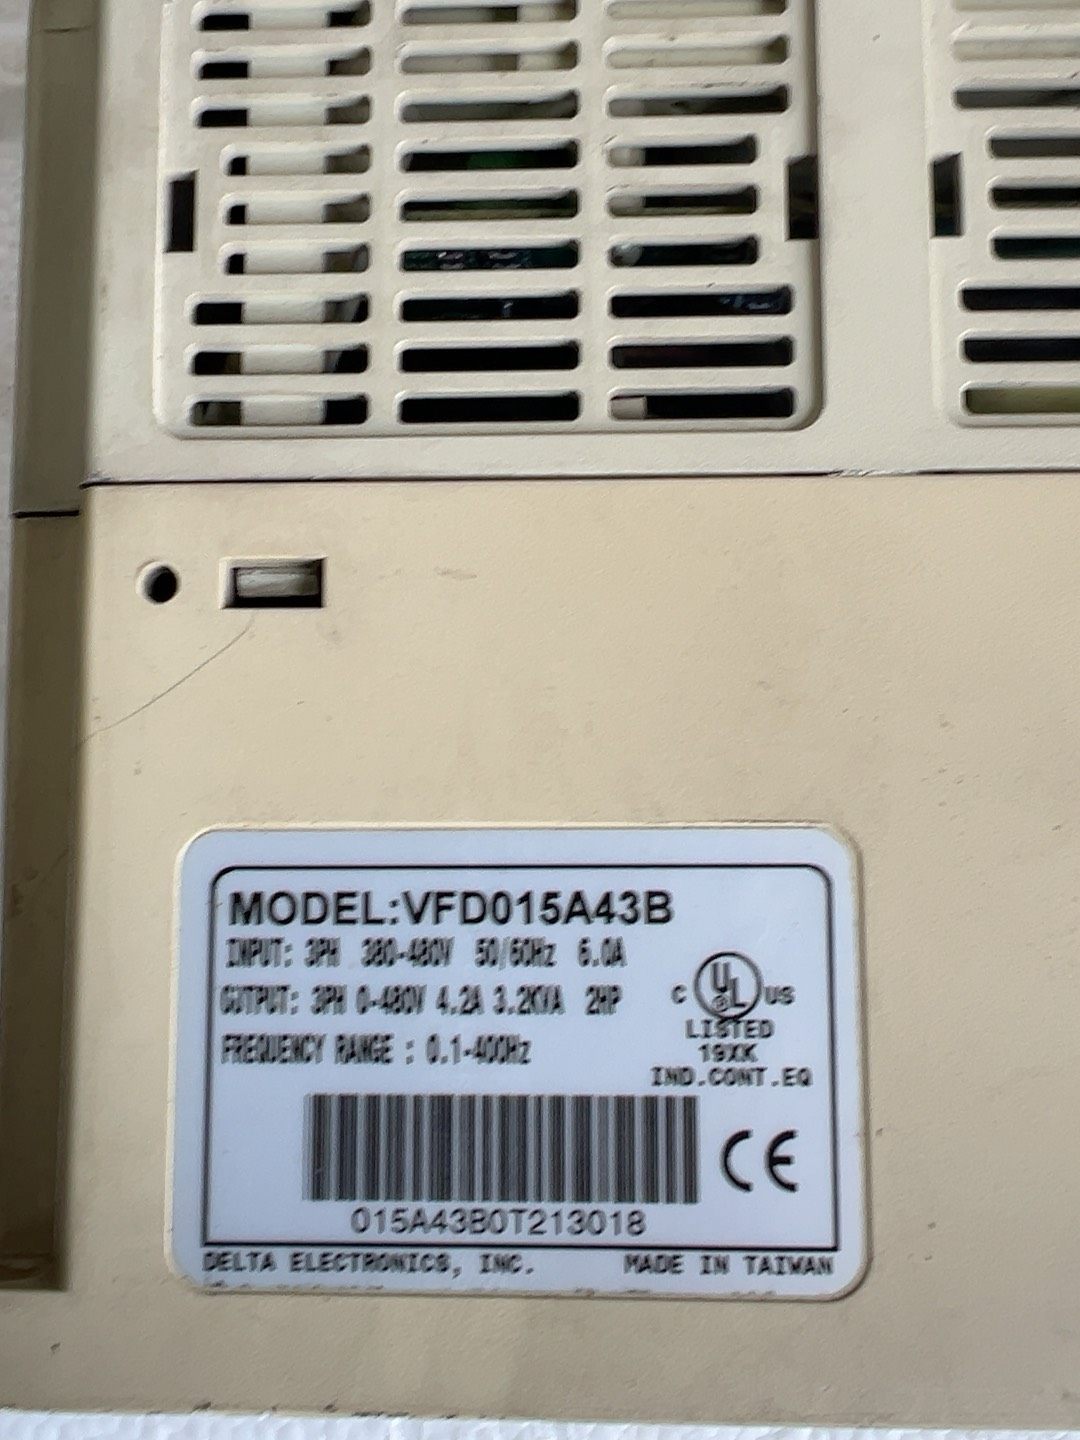 MODEL:VFD015A43B
INPUT: 3PH 380-480V 50/60Hz 6.0A
OUTPUT: 3PH 0-480V 4.2A 3.2KVA 2HP
FREQUENCY RANGE : 0.1-400Hz
C UL ® US
LISTED
19XK
IND.CONT.EQ
CE
015A43B0T213018
DELTA ELECTRONICS, INC. MADE IN TAIWAN